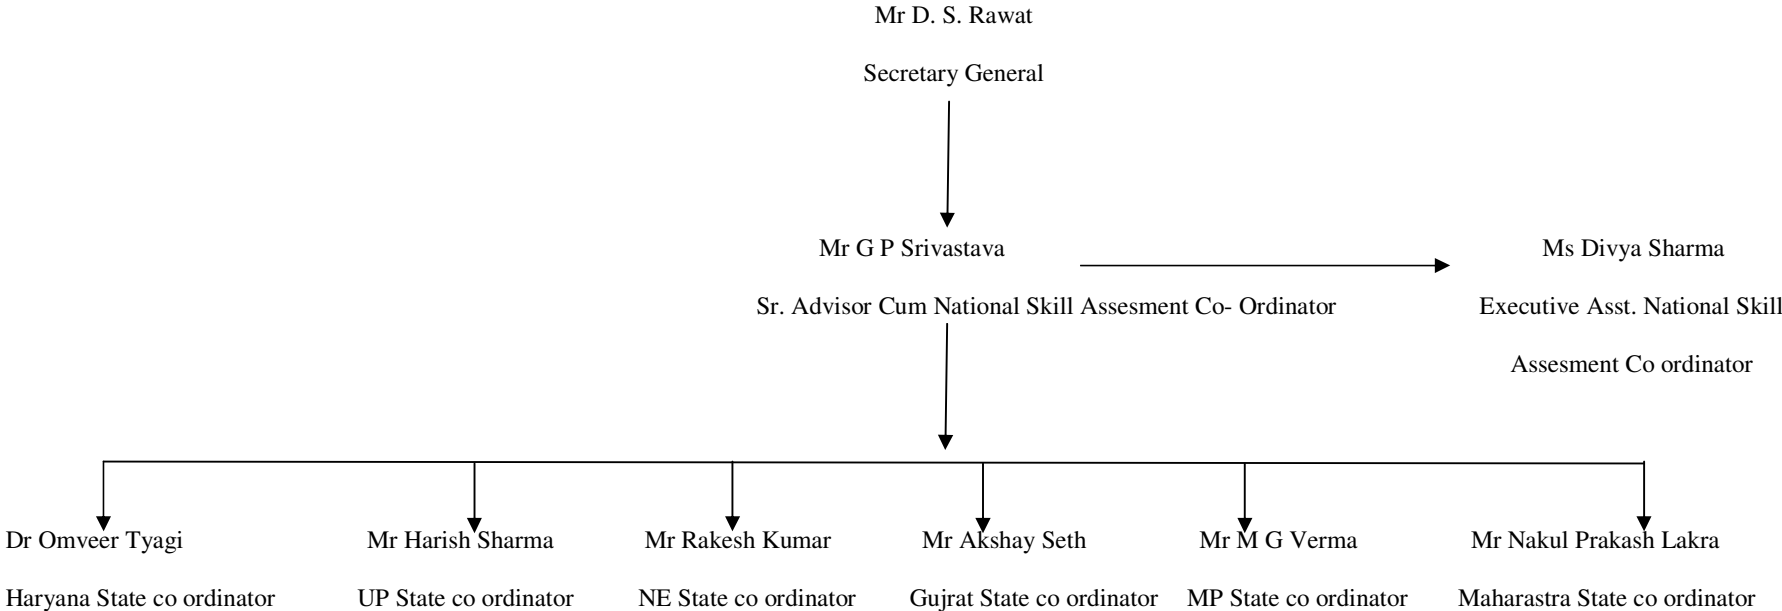 Mr D. S. Rawat
Secretary General
Mr G P Srivastava
Sr. Advisor Cum National Skill Assesment Co- Ordinator
Ms Divya Sharma
Executive Asst. National Skill
Assesment Co ordinator
Dr Omveer Tyagi
Haryana State co ordinator
Mr Harish Sharma
UP State co ordinator
Mr Rakesh Kumar
NE State co ordinator
Mr Akshay Seth
Gujrat State co ordinator
Mr M G Verma
MP State co ordinator
Mr Nakul Prakash Lakra
Maharastra State co ordinator